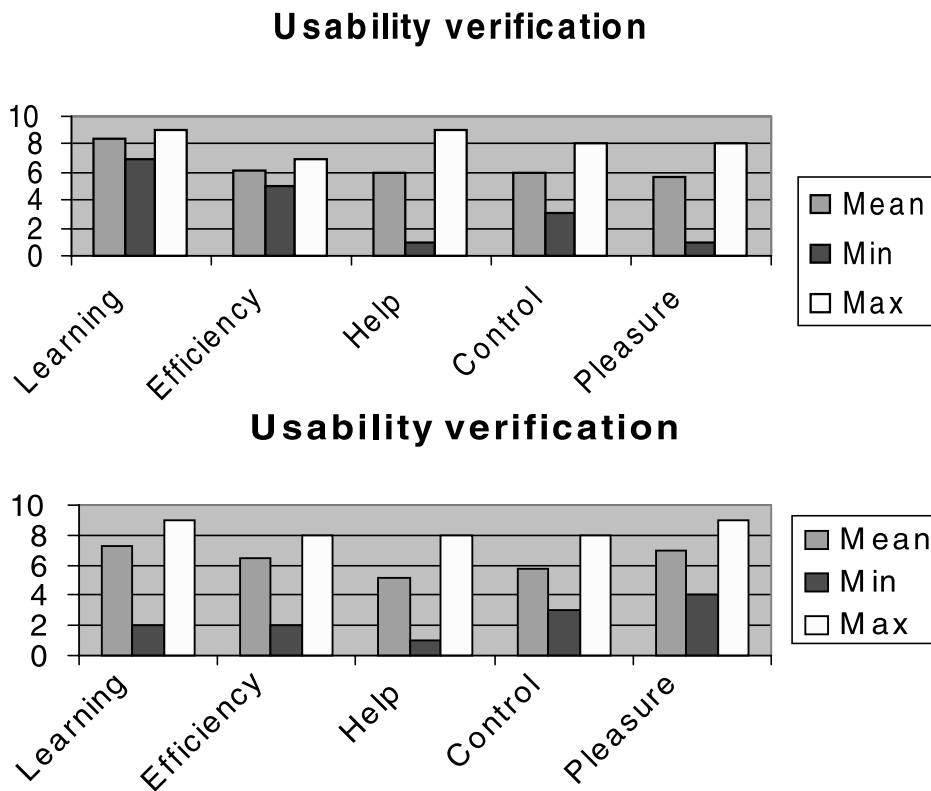 Usability verification
10
8
6
4
2
0
Learning
Efficiency
Help
Control
Pleasure
Mean
Min
Max
Usability verification
10
8
6
4
2
0
Learning
Efficiency
Help
Control
Pleasure
Mean
Min
Max